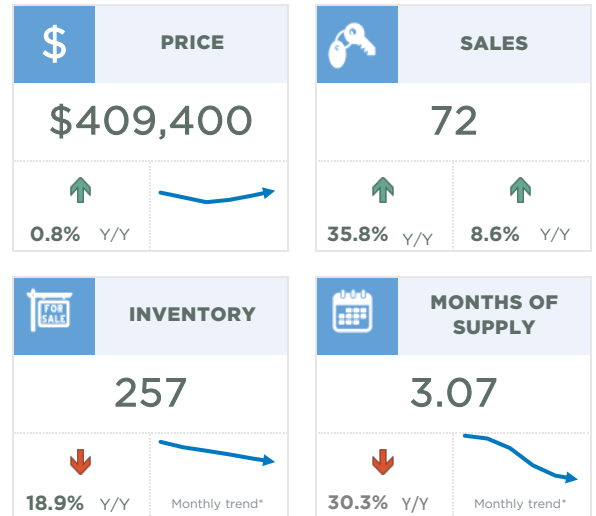 $
PRICE
$409,400
0.8% Y/Y
SALES
72
35.8% Y/Y
8.6% Y/Y
FOR
SALE
INVENTORY
257
18.9% Y/Y
Monthly trend*
MONTHS OF
SUPPLY
3.07
30.3% Y/Y
Monthly trend*